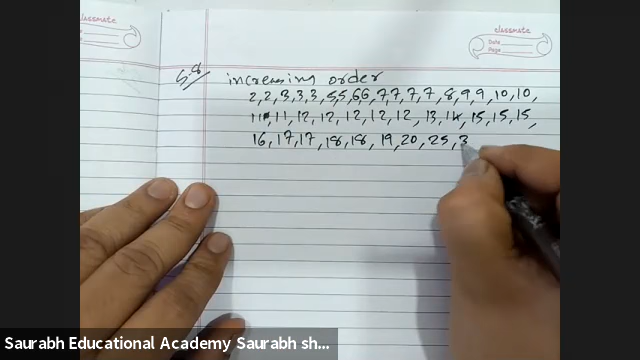 classmate
classmate
Date
Page
S.8
increasing order
2,2,3,3,3,5,5,6,6,7,7,7,7,8,9,9,10,10,
11,11,12,12,12,12,12,13,14,15,15,15,
16,17,17,18,18,19,20,25,3
Saurabh Educational Academy Saurabh sh...